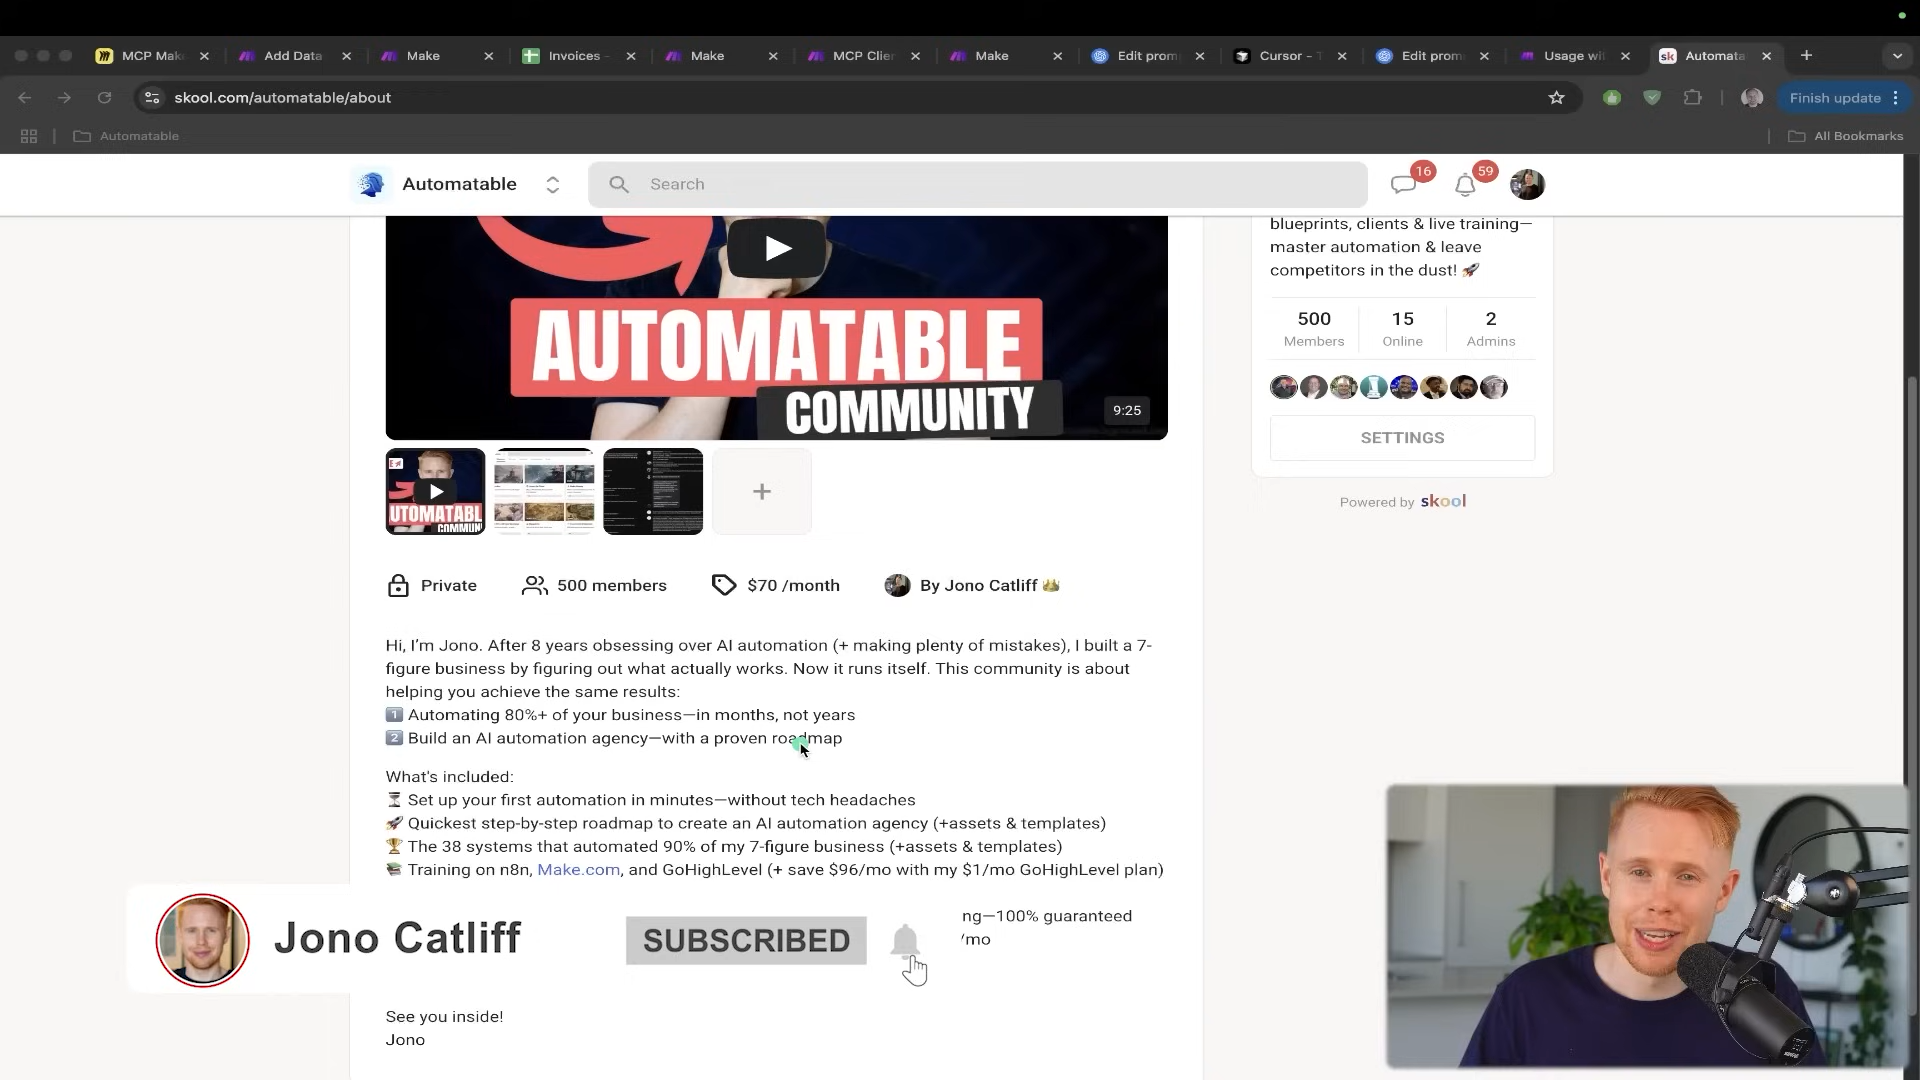 MCP Mak
Add Data
Make
Invoices -
Make
MCP Clie
Make
Edit prom
Cursor - T
Edit prom
Usage wi
sk
Automata
skool.com/automatable/about
Finish update
Automatable
All Bookmarks
Automatable
Search
16
59
AUTOMATABLE
COMMUNITY
9:25
blueprints, clients & live training—
master automation & leave
competitors in the dust! 🚀
500
Members
15
Online
2
Admins
SETTINGS
Powered by skool
UTOMATABL
COMMUN
Private
500 members
$70 /month
By Jono Catliff 👑
Hi, I’m Jono. After 8 years obsessing over AI automation (+ making plenty of mistakes), I built a 7-
figure business by figuring out what actually works. Now it runs itself. This community is about
helping you achieve the same results:
1️⃣ Automating 80%+ of your business—in months, not years
2️⃣ Build an AI automation agency—with a proven roadmap
What's included:
⏳ Set up your first automation in minutes—without tech headaches
🚀 Quickest step-by-step roadmap to create an AI automation agency (+assets & templates)
🏆 The 38 systems that automated 90% of my 7-figure business (+assets & templates)
📚 Training on n8n, Make.com, and GoHighLevel (+ save $96/mo with my $1/mo GoHighLevel plan)
ng—100% guaranteed
/mo
Jono Catliff
SUBSCRIBED
See you inside!
Jono